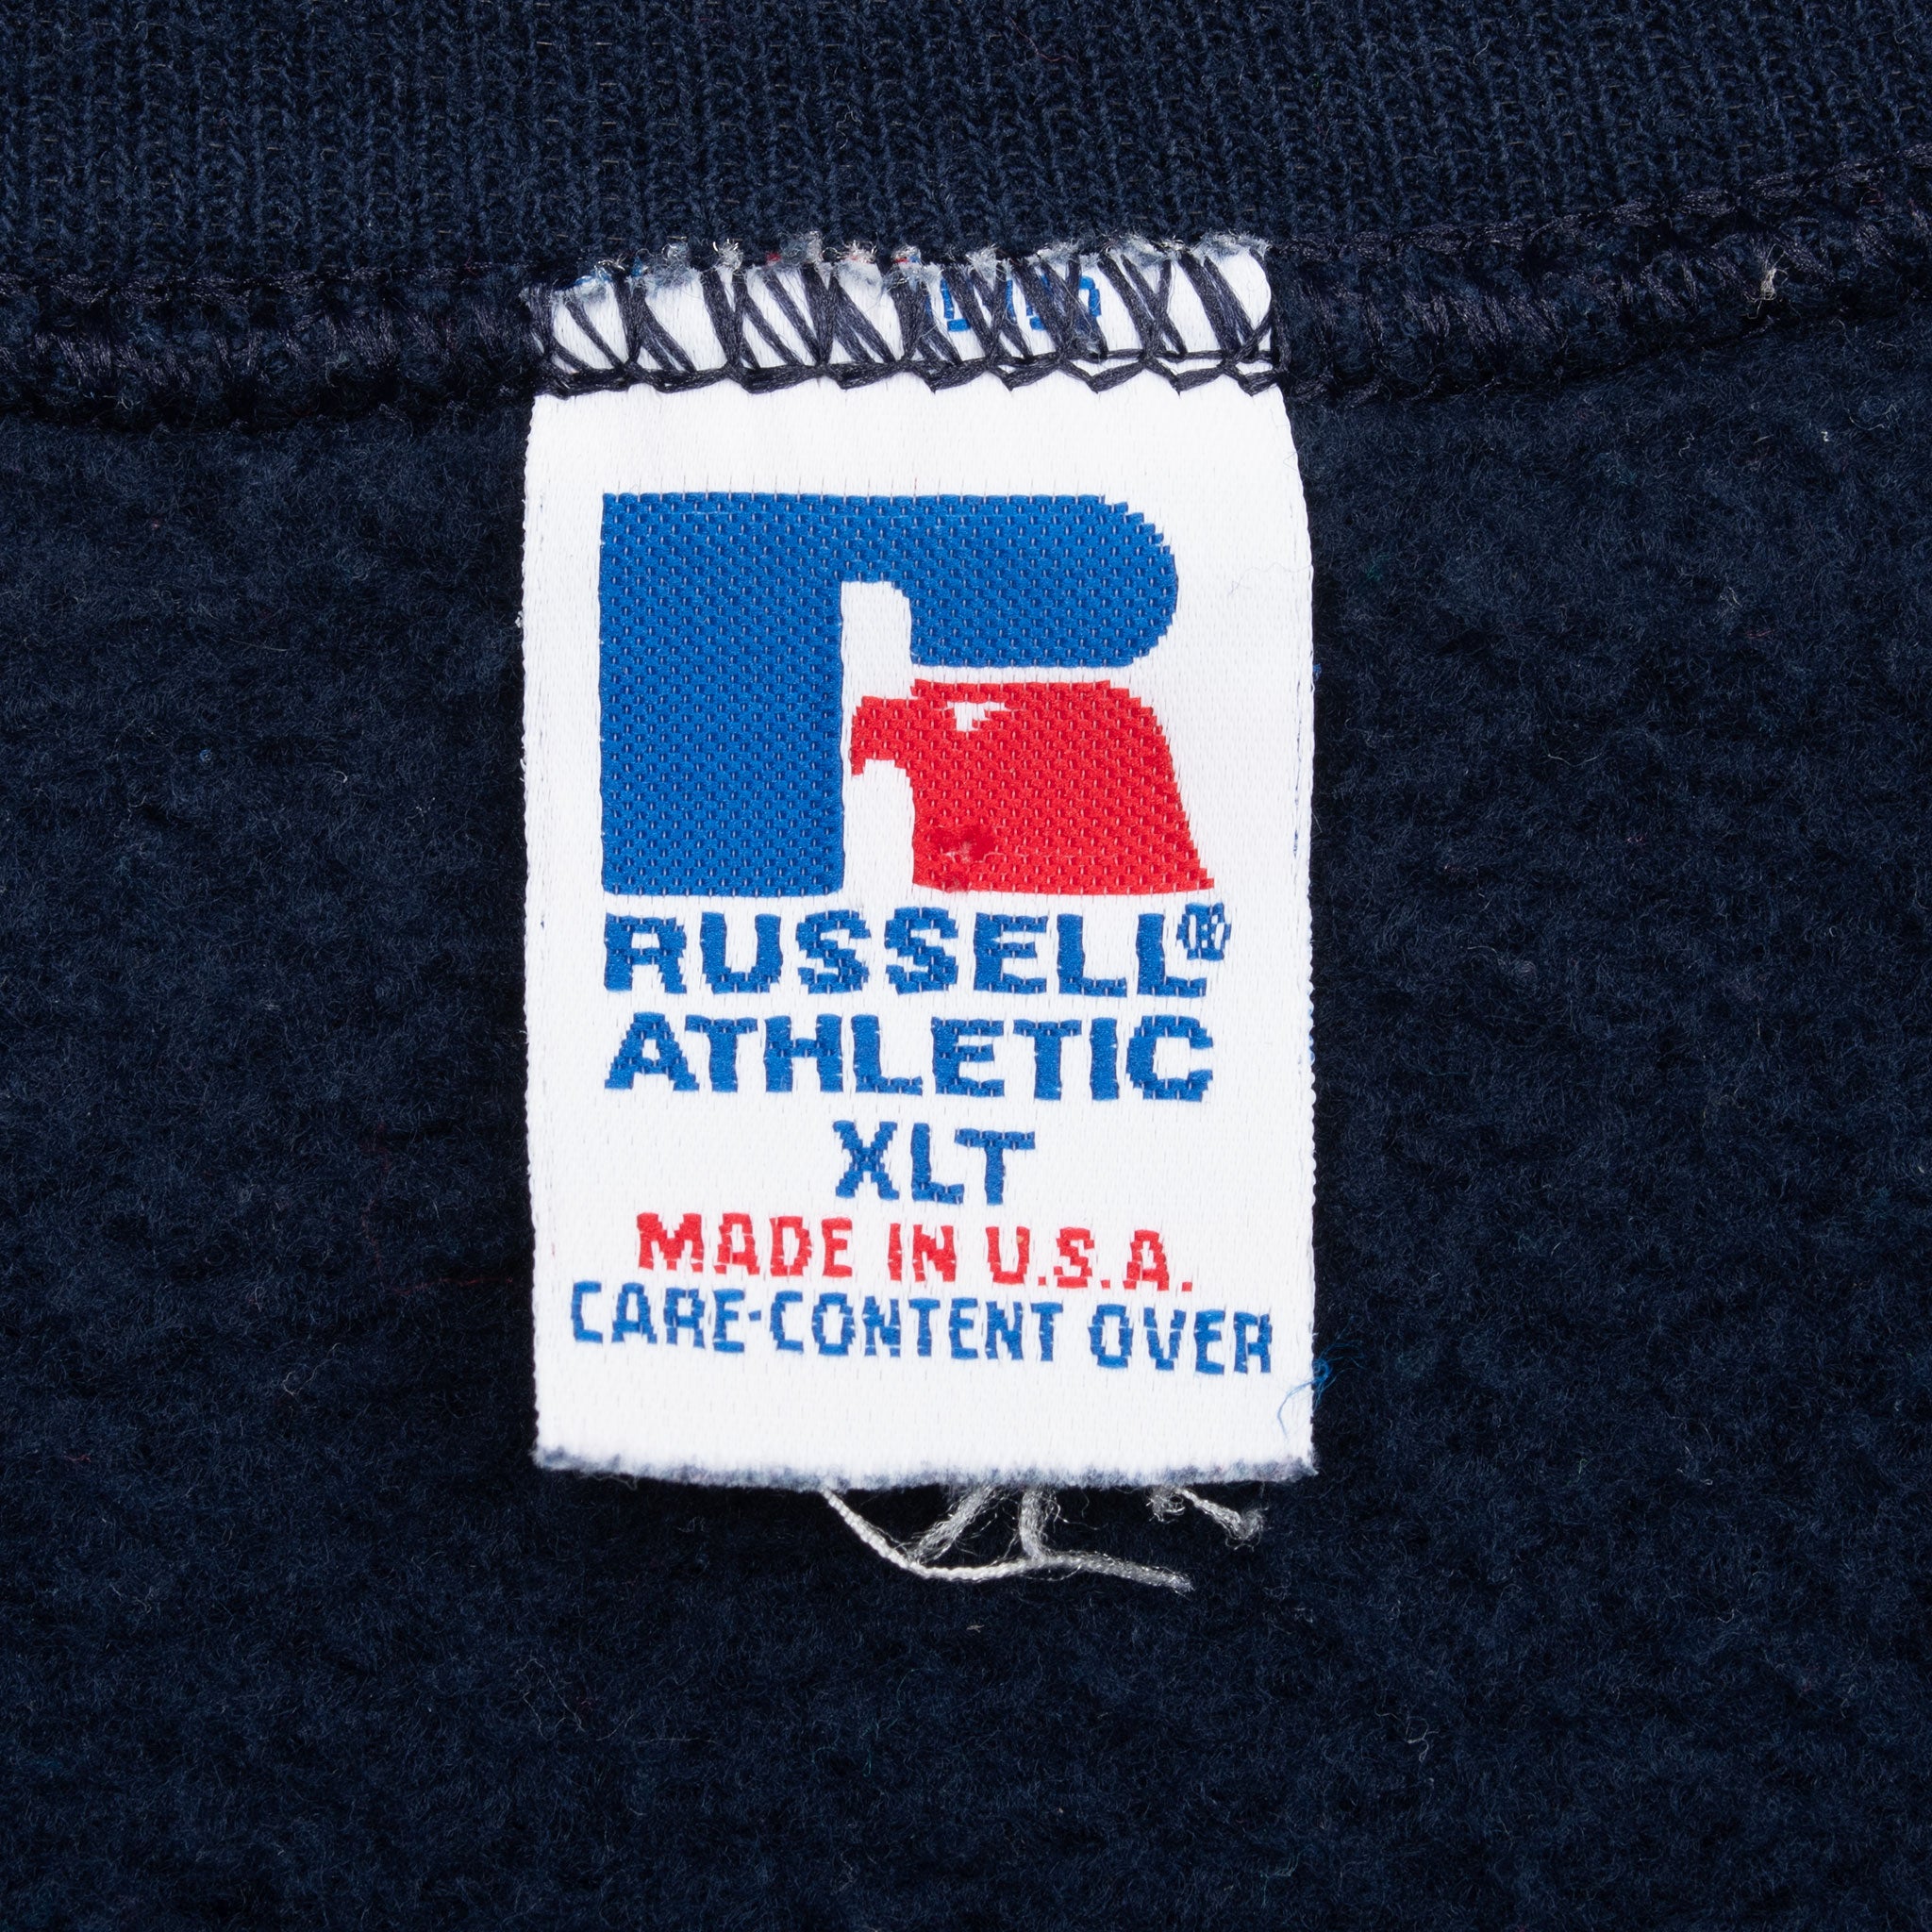 RUSSELL®
ATHLETIC
XLT
MADE IN U.S.A.
CARE-CONTENT OVER